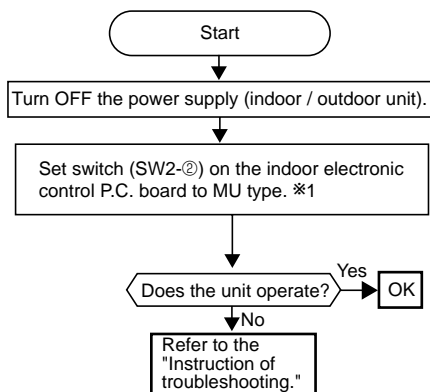 Start
Turn OFF the power supply (indoor / outdoor unit).
Set switch (SW2-②) on the indoor electronic
control P.C. board to MU type. ※1
Does the unit operate?
Yes
OK
No
Refer to the
"Instruction of
troubleshooting."